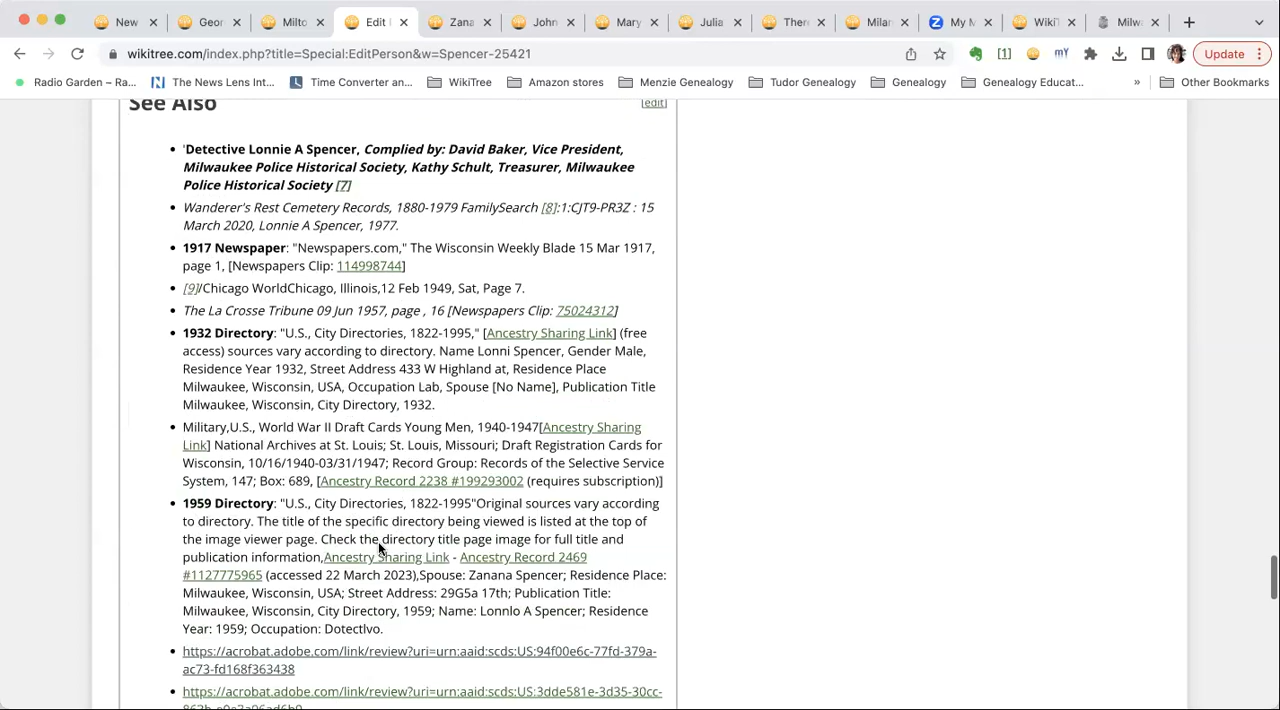 New
Geor
Milto
Edit
Zana
John
Mary
Julia
Ther
Milan
My M
WikiT
Milw
wikitree.com/index.php?title=Special:EditPerson&w=Spencer-25421
[1]
mY
Update
Radio Garden – Ra...
The News Lens Int...
Time Converter an...
WikiTree
Amazon stores
Menzie Genealogy
Tudor Genealogy
Genealogy
Genealogy Educat...
»
Other Bookmarks
See Also
[edit]
'Detective Lonnie A Spencer, Complied by: David Baker, Vice President,
Milwaukee Police Historical Society, Kathy Schult, Treasurer, Milwaukee
Police Historical Society [7]
Wanderer's Rest Cemetery Records, 1880-1979 FamilySearch [8]:1:CJT9-PR3Z : 15
March 2020, Lonnie A Spencer, 1977.
1917 Newspaper: "Newspapers.com," The Wisconsin Weekly Blade 15 Mar 1917,
page 1, [Newspapers Clip: 114998744]
[9]/Chicago WorldChicago, Illinois,12 Feb 1949, Sat, Page 7.
The La Crosse Tribune 09 Jun 1957, page , 16 [Newspapers Clip: 75024312]
1932 Directory: "U.S., City Directories, 1822-1995," [Ancestry Sharing Link] (free
access) sources vary according to directory. Name Lonni Spencer, Gender Male,
Residence Year 1932, Street Address 433 W Highland at, Residence Place
Milwaukee, Wisconsin, USA, Occupation Lab, Spouse [No Name], Publication Title
Milwaukee, Wisconsin, City Directory, 1932.
Military,U.S., World War II Draft Cards Young Men, 1940-1947[Ancestry Sharing
Link] National Archives at St. Louis; St. Louis, Missouri; Draft Registration Cards for
Wisconsin, 10/16/1940-03/31/1947; Record Group: Records of the Selective Service
System, 147; Box: 689, [Ancestry Record 2238 #199293002 (requires subscription)]
1959 Directory: "U.S., City Directories, 1822-1995"Original sources vary according
to directory. The title of the specific directory being viewed is listed at the top of
the image viewer page. Check the directory title page image for full title and
publication information,Ancestry Sharing Link - Ancestry Record 2469
#1127775965 (accessed 22 March 2023),Spouse: Zanana Spencer; Residence Place:
Milwaukee, Wisconsin, USA; Street Address: 29G5a 17th; Publication Title:
Milwaukee, Wisconsin, City Directory, 1959; Name: Lonnlo A Spencer; Residence
Year: 1959; Occupation: Dotectlvo.
https://acrobat.adobe.com/link/review?uri=urn:aaid:scds:US:94f00e6c-77fd-379a-
ac73-fd168f363438
https://acrobat.adobe.com/link/review?uri=urn:aaid:scds:US:3dde581e-3d35-30cc-